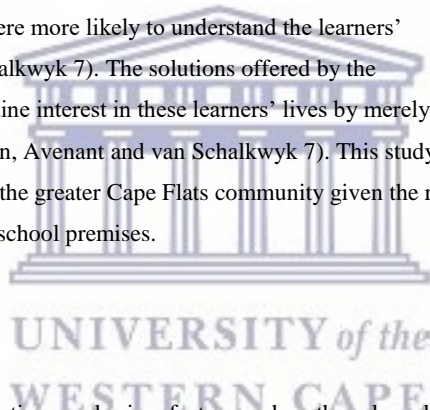 ere more likely to understand the learners’
alkwyk 7). The solutions offered by the
ine interest in these learners’ lives by merely
n, Avenant and van Schalkwyk 7). This study
the greater Cape Flats community given the
school premises.
UNIVERSITY of the
WESTERN CAPE